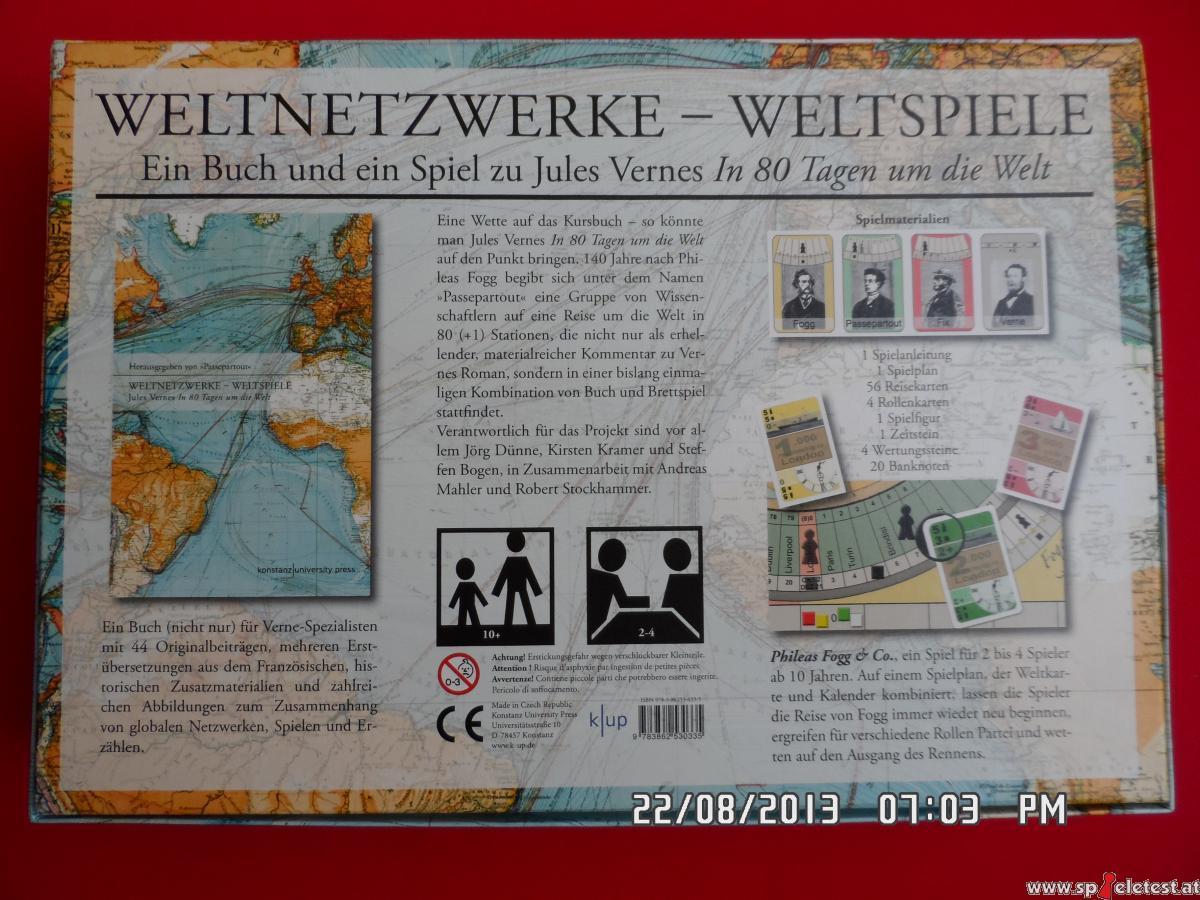 WELTNETZWERKE – WELTSPIELE
Ein Buch und ein Spiel zu Jules Vernes In 80 Tagen um die Welt
Herausgegeben von »Passepartout«
WELTNETZWERKE – WELTSPIELE
Jules Vernes In 80 Tagen um die Welt
konstanz university press
Ein Buch (nicht nur) für Verne-Spezialisten
mit 44 Originalbeiträgen, mehreren Erst-
übersetzungen aus dem Französischen, his-
torischen Zusatzmaterialien und zahlrei-
chen Abbildungen zum Zusammenhang
von globalen Netzwerken, Spielen und Er-
zählen.
Eine Wette auf das Kursbuch – so könnte
man Jules Vernes In 80 Tagen um die Welt
auf den Punkt bringen. 140 Jahre nach Phi-
leas Fogg begibt sich unter dem Namen
»Passepartout« eine Gruppe von Wissen-
schaftlern auf eine Reise um die Welt in
80 (+1) Stationen, die nicht nur als erhel-
lender, materialreicher Kommentar zu Ver-
nes Roman, sondern in einer bislang einma-
ligen Kombination von Buch und Brettspiel
stattfindet.
Verantwortlich für das Projekt sind vor al-
lem Jörg Dünne, Kirsten Kramer und Stef-
fen Bogen, in Zusammenarbeit mit Andreas
Mahler und Robert Stockhammer.
10+
2-4
0-3
Achtung! Erstickungsgefahr wegen verschluckbarer Kleinteile.
Attention ! Risque d'asphyxie par ingestion de petites pièces.
Avvertenze! Contiene piccole parti che potrebbero essere ingerite.
Pericolo di soffocamento.
CE
Made in Czech Republic
Konstanz University Press
Universitätsstraße 10
D-78457 Konstanz
www.k-up.de
k|up
9 783862 530335
Spielmaterialien
Fogg
Passepartout
Fix
Verne
1 Spielanleitung
1 Spielplan
56 Reisekarten
4 Rollenkarten
1 Spielfigur
1 Zeitstein
4 Wertungssteine
20 Banknoten
1.000
London
3
2.000
London
Liverpool
Paris
Turin
Brindisi
0
Phileas Fogg & Co., ein Spiel für 2 bis 4 Spieler
ab 10 Jahren. Auf einem Spielplan, der Weltkar-
te und Kalender kombiniert, lassen die Spieler
die Reise von Fogg immer wieder neu beginnen,
ergreifen für verschiedene Rollen Partei und wet-
ten auf den Ausgang des Rennens.
22/08/2013 07:03 PM
www.spieletest.at